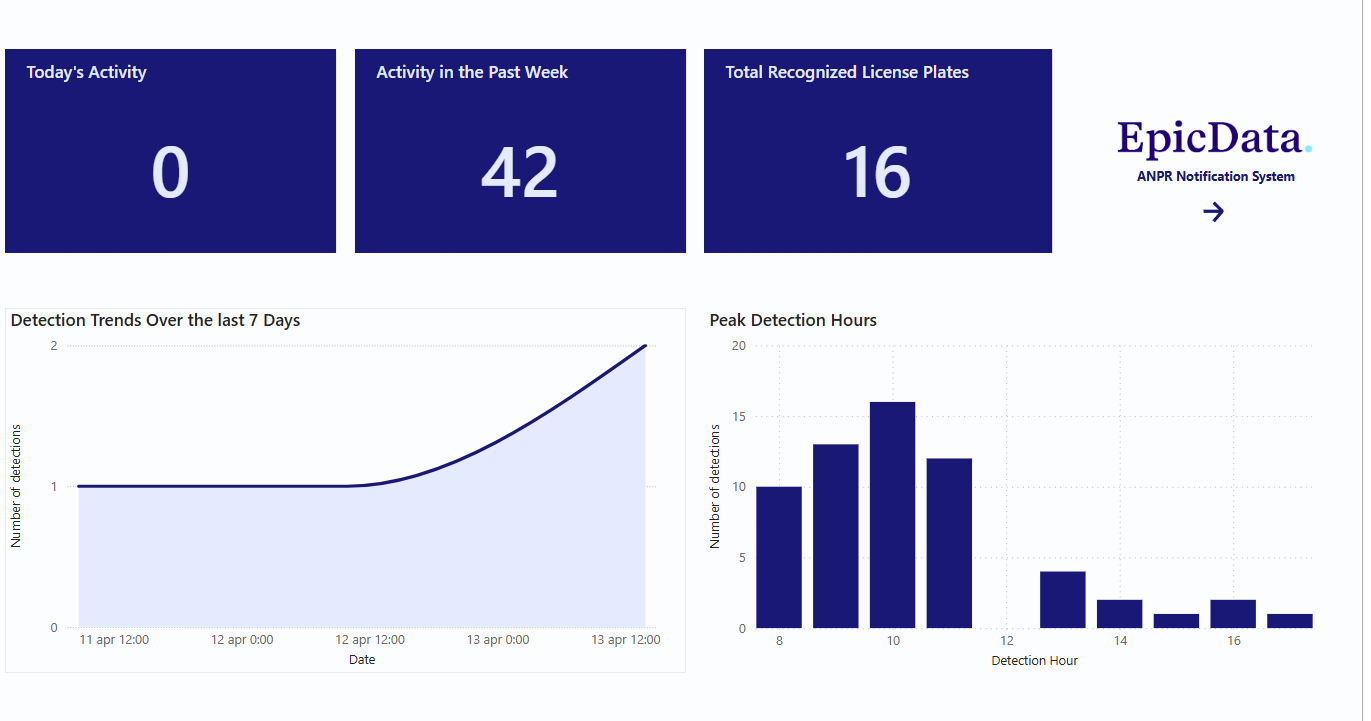 Today's Activity
0
Activity in the Past Week
42
Total Recognized License Plates
16
EpicData.
ANPR Notification System
Detection Trends Over the last 7 Days
Number of detections
2
1
0
11 apr 12:00 12 apr 0:00 12 apr 12:00 13 apr 0:00 13 apr 12:00
Date
Peak Detection Hours
Number of detections
20
15
10
5
0
8 10 12 14 16
Detection Hour